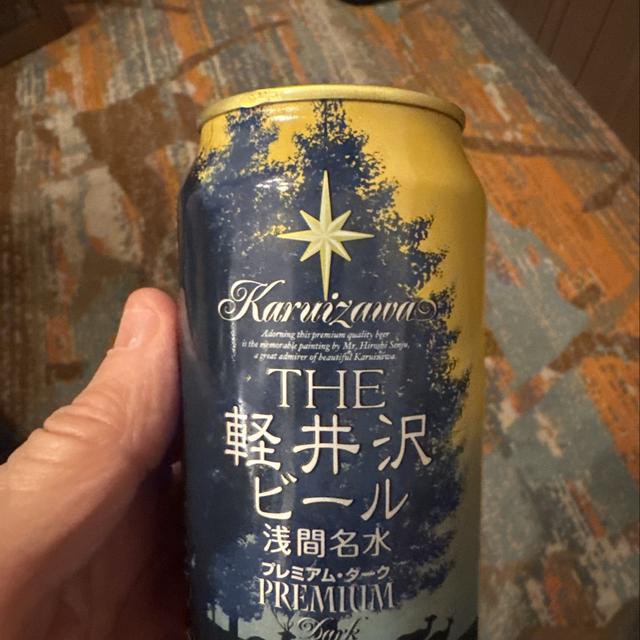 Karuizawa
Adorning this premium quality beer
is the memorable painting by Mr. Hiroshi Senju,
a great admirer of beautiful Karuizawa.
THE
軽井沢
ビール
浅間名水
プレミアム・ダーク
PREMIUM
Dark